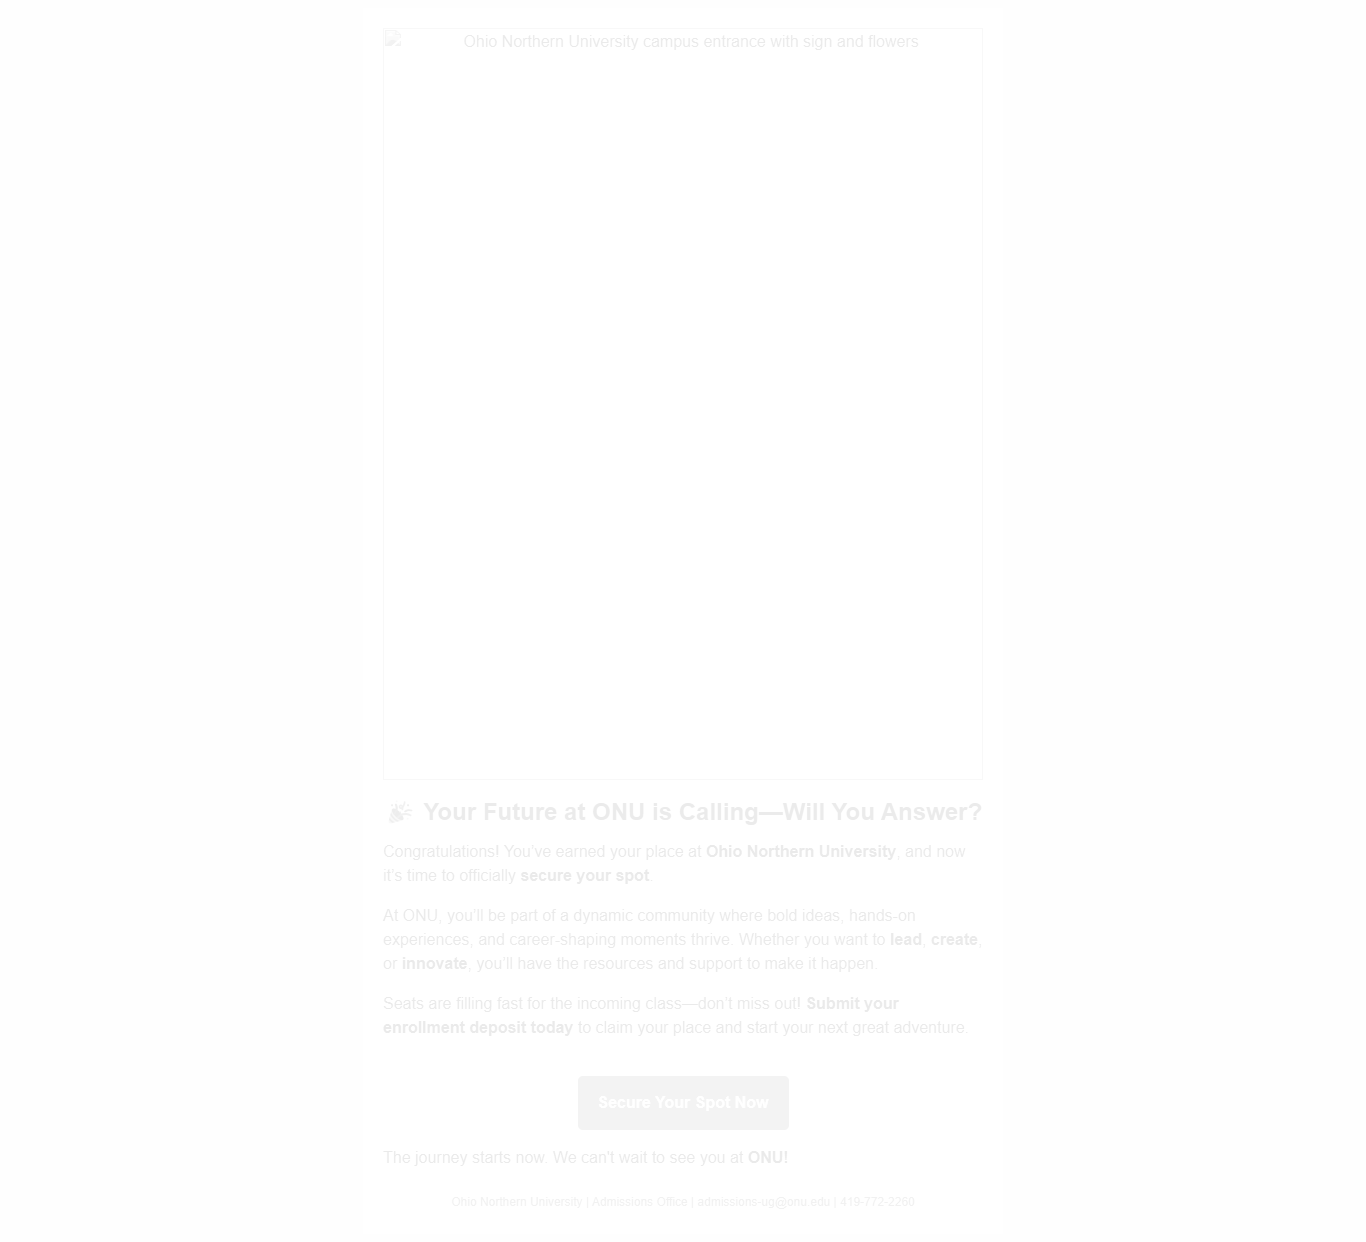 Ohio Northern University campus entrance with sign and flowers
🎉 Your Future at ONU is Calling—Will You Answer?
Congratulations! You’ve earned your place at Ohio Northern University, and now
it’s time to officially secure your spot.
At ONU, you’ll be part of a dynamic community where bold ideas, hands-on
experiences, and career-shaping moments thrive. Whether you want to lead, create,
or innovate, you’ll have the resources and support to make it happen.
Seats are filling fast for the incoming class—don’t miss out! Submit your
enrollment deposit today to claim your place and start your next great adventure.
Secure Your Spot Now
The journey starts now. We can't wait to see you at ONU!
Ohio Northern University | Admissions Office | admissions-ug@onu.edu | 419-772-2260